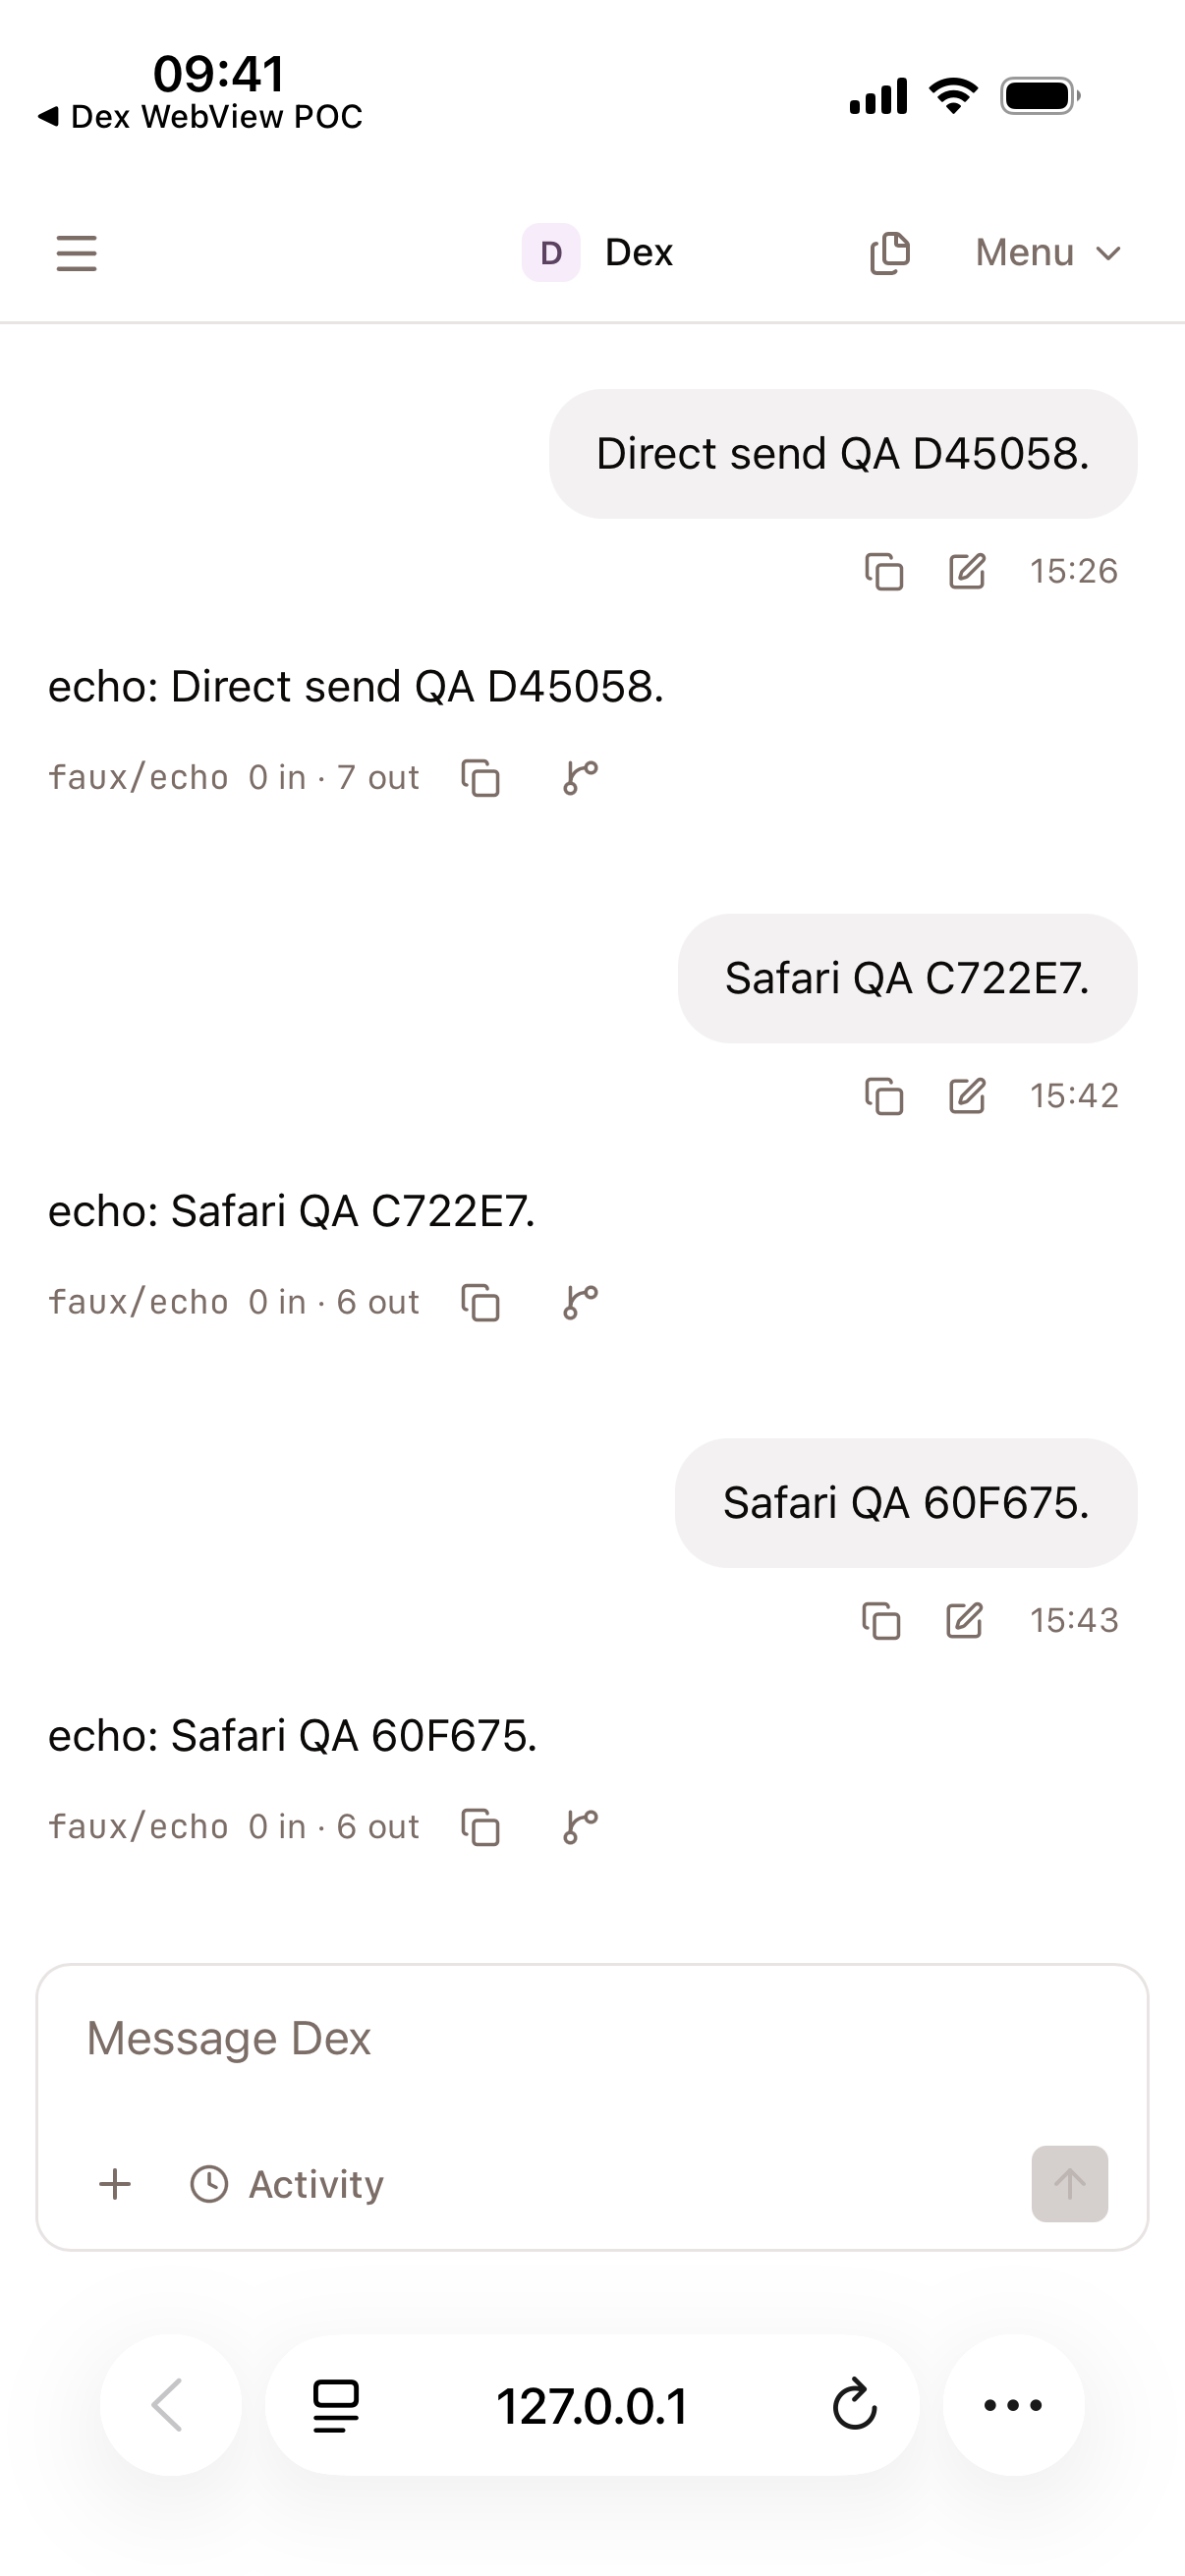 09:41
◀ Dex WebView POC
D Dex Menu
Direct send QA D45058.
15:26
echo: Direct send QA D45058.
faux/echo 0 in · 7 out
Safari QA C722E7.
15:42
echo: Safari QA C722E7.
faux/echo 0 in · 6 out
Safari QA 60F675.
15:43
echo: Safari QA 60F675.
faux/echo 0 in · 6 out
Message Dex
Activity
127.0.0.1